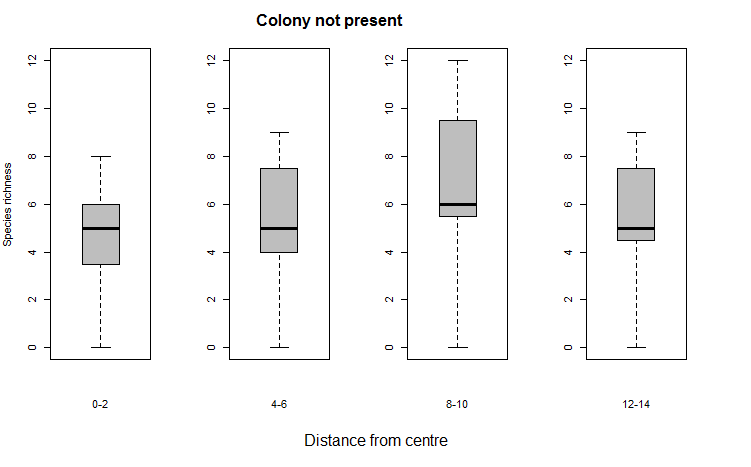 Colony not present
Species richness
0 2 4 6 8 10 12
0 2 4 6 8 10 12
0 2 4 6 8 10 12
0 2 4 6 8 10 12
0-2 4-6 8-10 12-14
Distance from centre